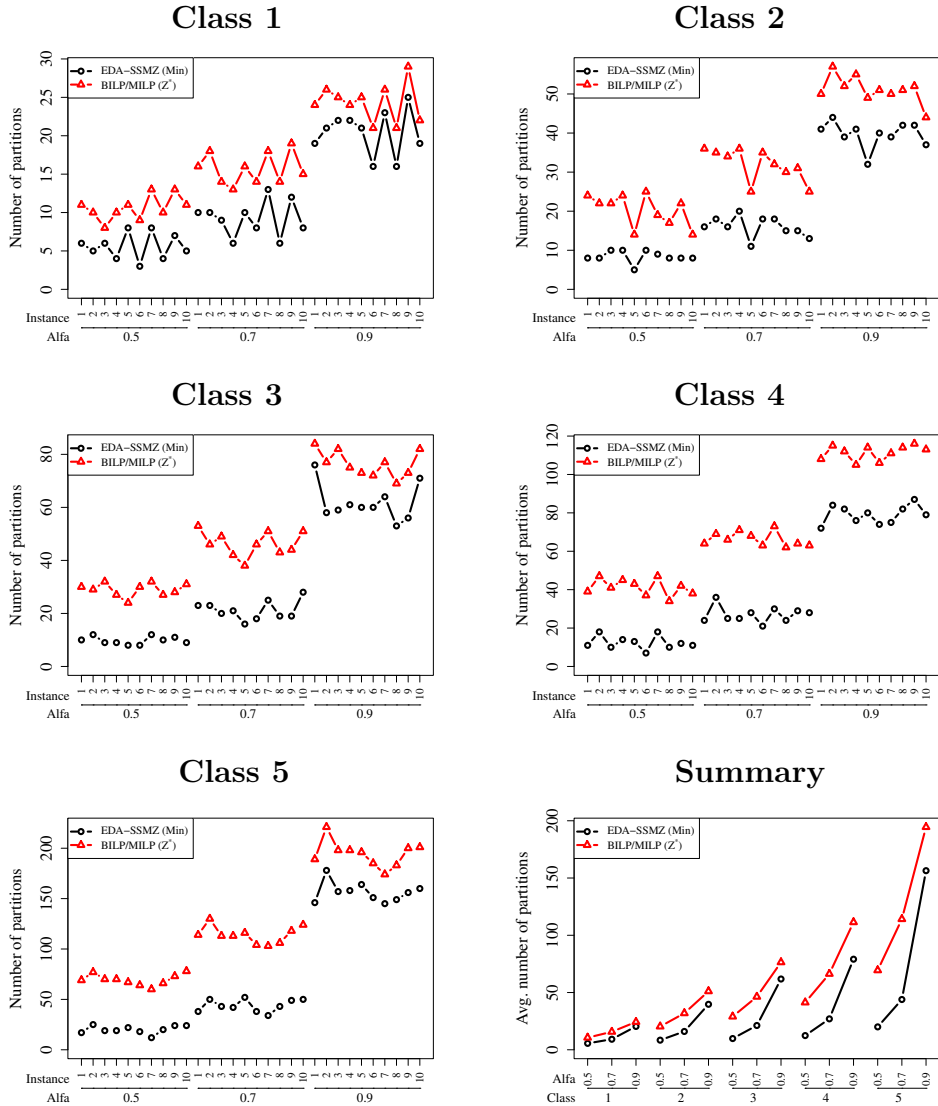 Class 1
EDA−SSMZ (Min)
BILP/MILP (Z*)
Number of partitions
0 5 10 15 20 25 30
Instance 1 2 3 4 5 6 7 8 9 10 1 2 3 4 5 6 7 8 9 10 1 2 3 4 5 6 7 8 9 10
Alfa 0.5 0.7 0.9
Class 2
EDA−SSMZ (Min)
BILP/MILP (Z*)
Number of partitions
0 10 20 30 40 50
Instance 1 2 3 4 5 6 7 8 9 10 1 2 3 4 5 6 7 8 9 10 1 2 3 4 5 6 7 8 9 10
Alfa 0.5 0.7 0.9
Class 3
EDA−SSMZ (Min)
BILP/MILP (Z*)
Number of partitions
0 20 40 60 80
Instance 1 2 3 4 5 6 7 8 9 10 1 2 3 4 5 6 7 8 9 10 1 2 3 4 5 6 7 8 9 10
Alfa 0.5 0.7 0.9
Class 4
EDA−SSMZ (Min)
BILP/MILP (Z*)
Number of partitions
0 20 40 60 80 100 120
Instance 1 2 3 4 5 6 7 8 9 10 1 2 3 4 5 6 7 8 9 10 1 2 3 4 5 6 7 8 9 10
Alfa 0.5 0.7 0.9
Class 5
EDA−SSMZ (Min)
BILP/MILP (Z*)
Number of partitions
0 50 100 150 200
Instance 1 2 3 4 5 6 7 8 9 10 1 2 3 4 5 6 7 8 9 10 1 2 3 4 5 6 7 8 9 10
Alfa 0.5 0.7 0.9
Summary
EDA−SSMZ (Min)
BILP/MILP (Z*)
Avg. number of partitions
0 50 100 150 200
Alfa 0.5 0.7 0.9 0.5 0.7 0.9 0.5 0.7 0.9 0.5 0.7 0.9 0.5 0.7 0.9
Class 1 2 3 4 5